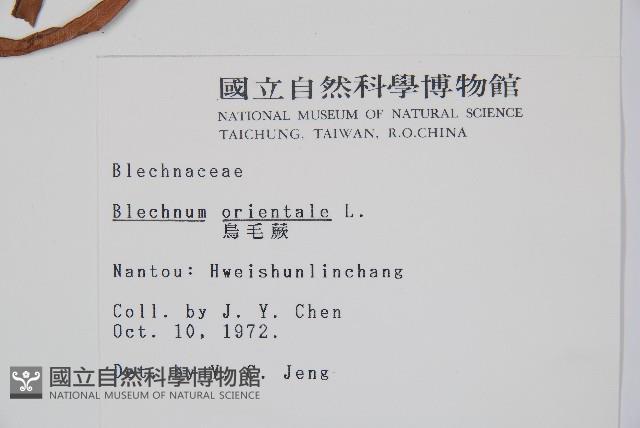 國立自然科學博物館
NATIONAL MUSEUM OF NATURAL SCIENCE
TAICHUNG, TAIWAN, R.O.CHINA
Blechnaceae
Blechnum orientale L.
烏毛蕨
Nantou: Hweishunlinchang
Coll. by J. Y. Chen
Oct. 10, 1972.
Det. by C. Jeng
國立自然科學博物館
NATIONAL MUSEUM OF NATURAL SCIENCE